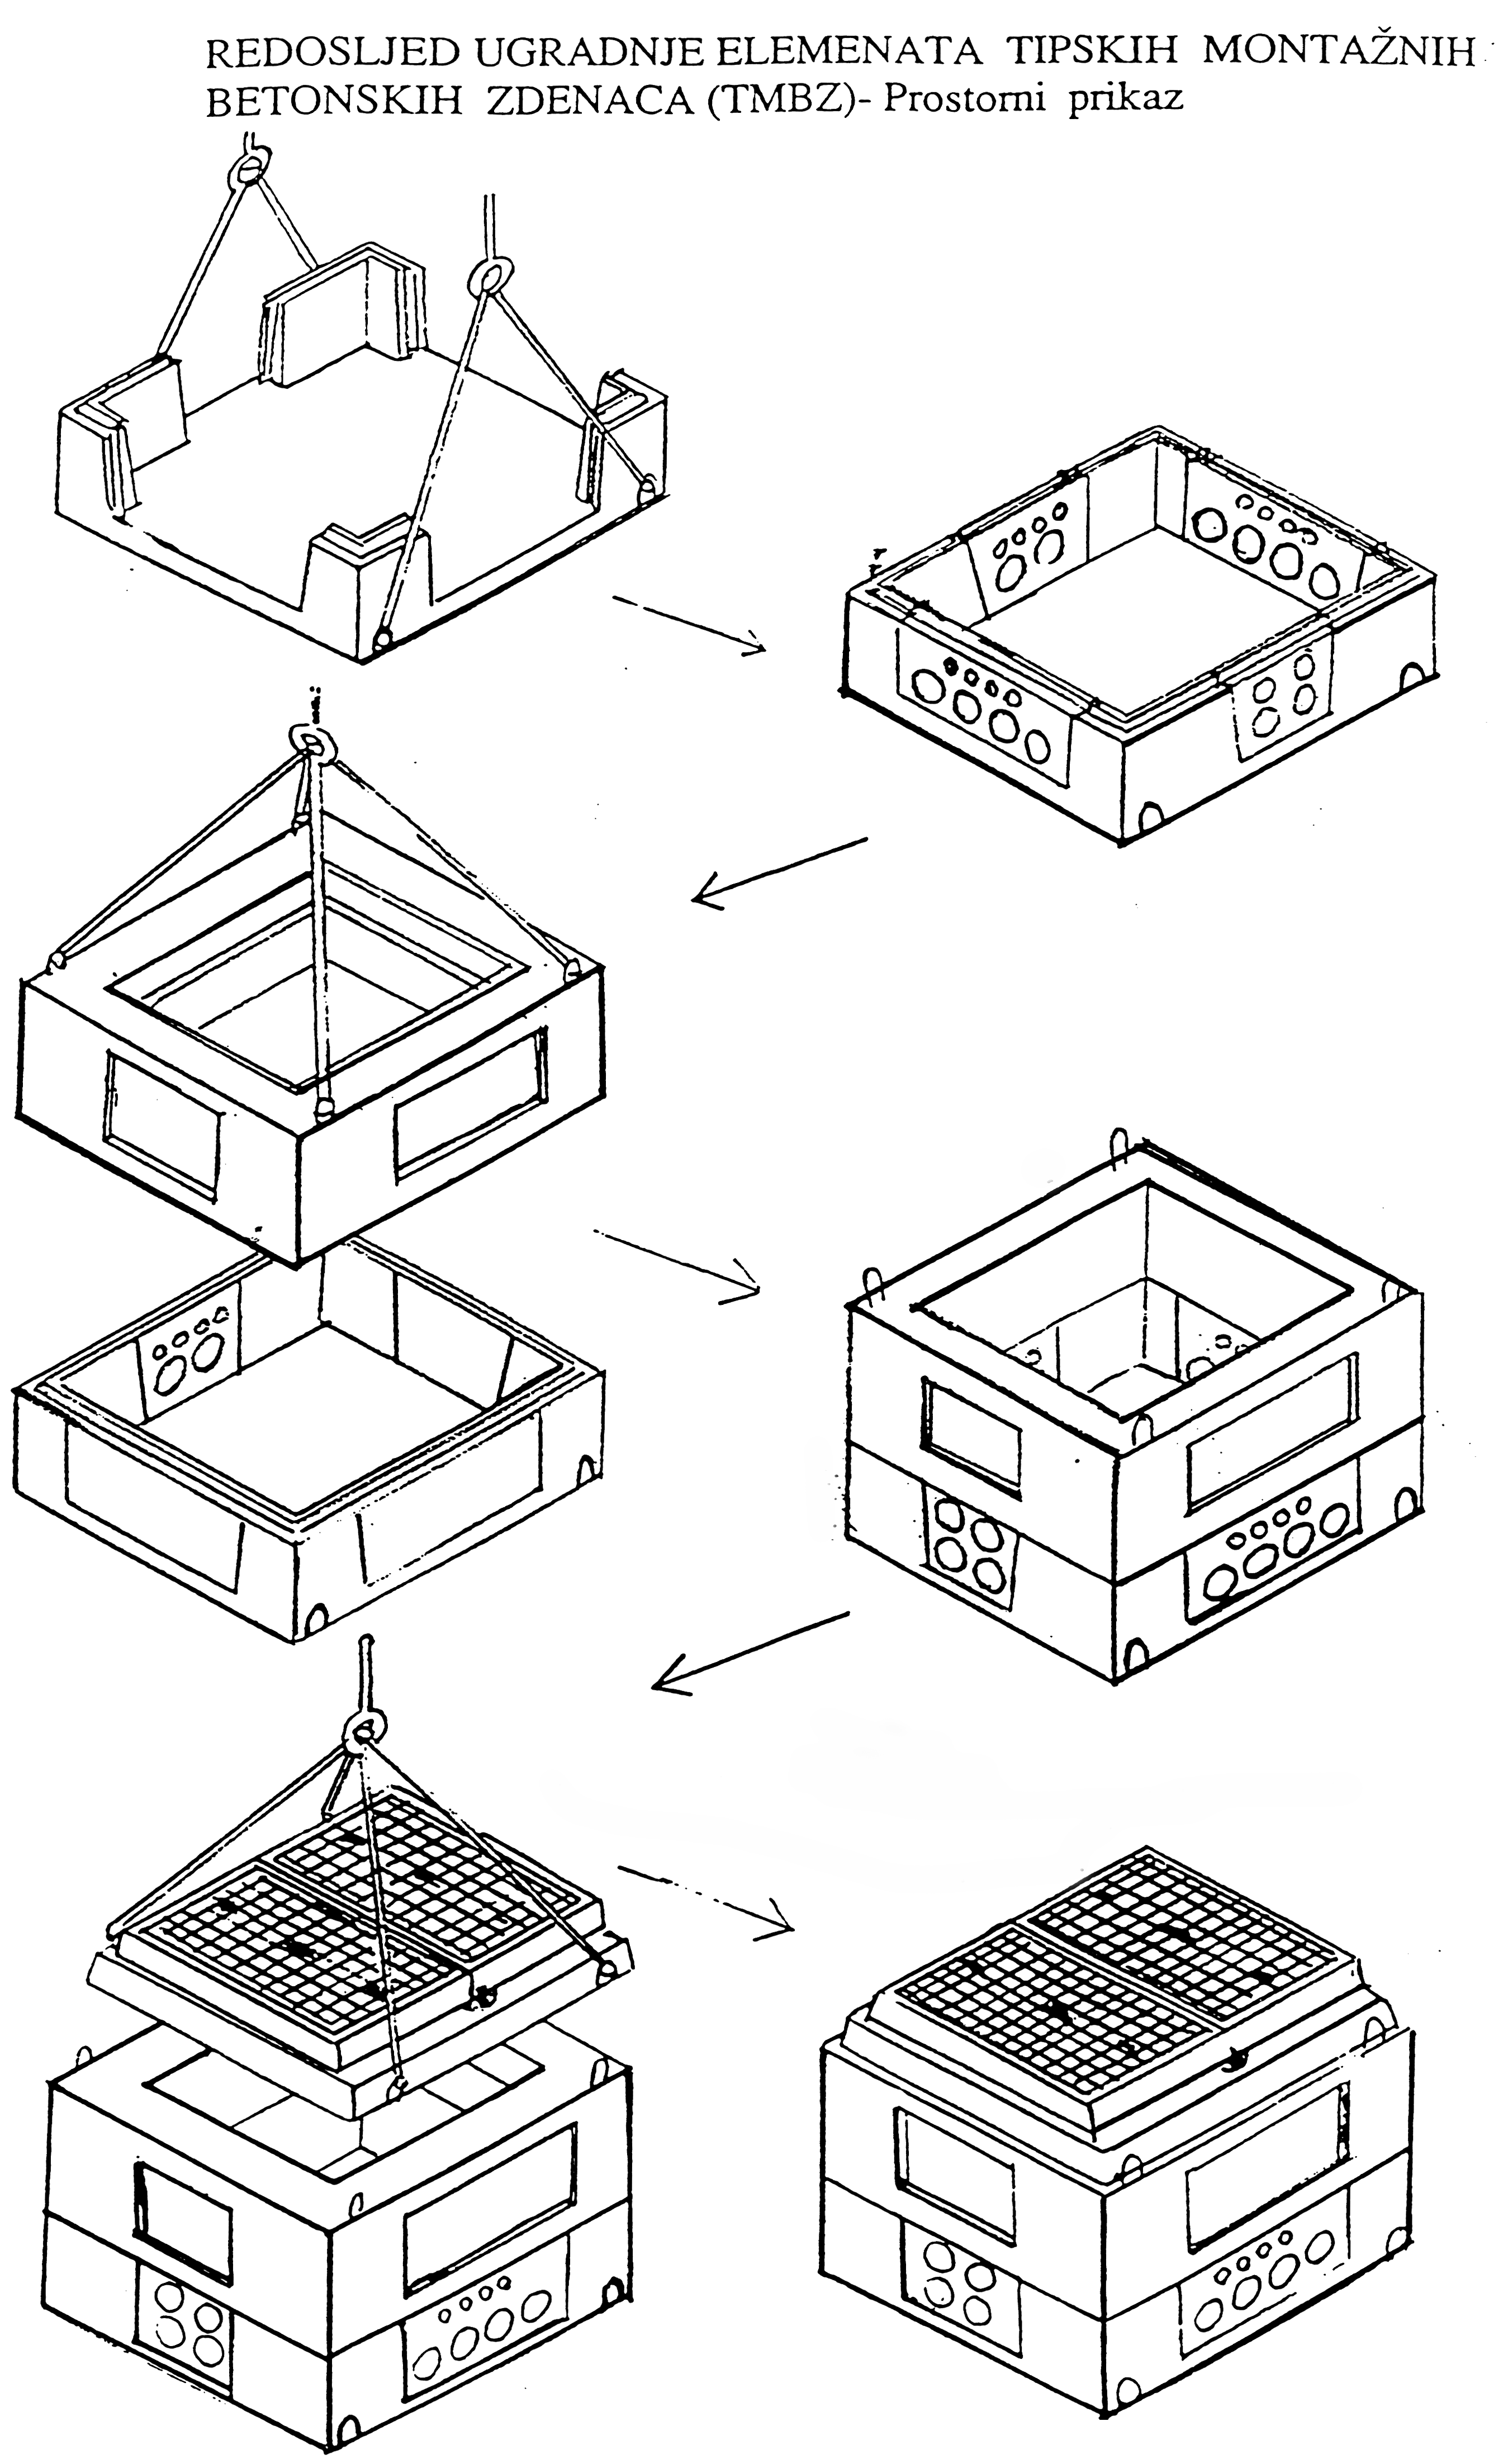 REDOSLJED UGRADNJE ELEMENATA TIPSKIH MONTAŽNIH
BETONSKIH ZDENACA (TMBZ)- Prostorni prikaz